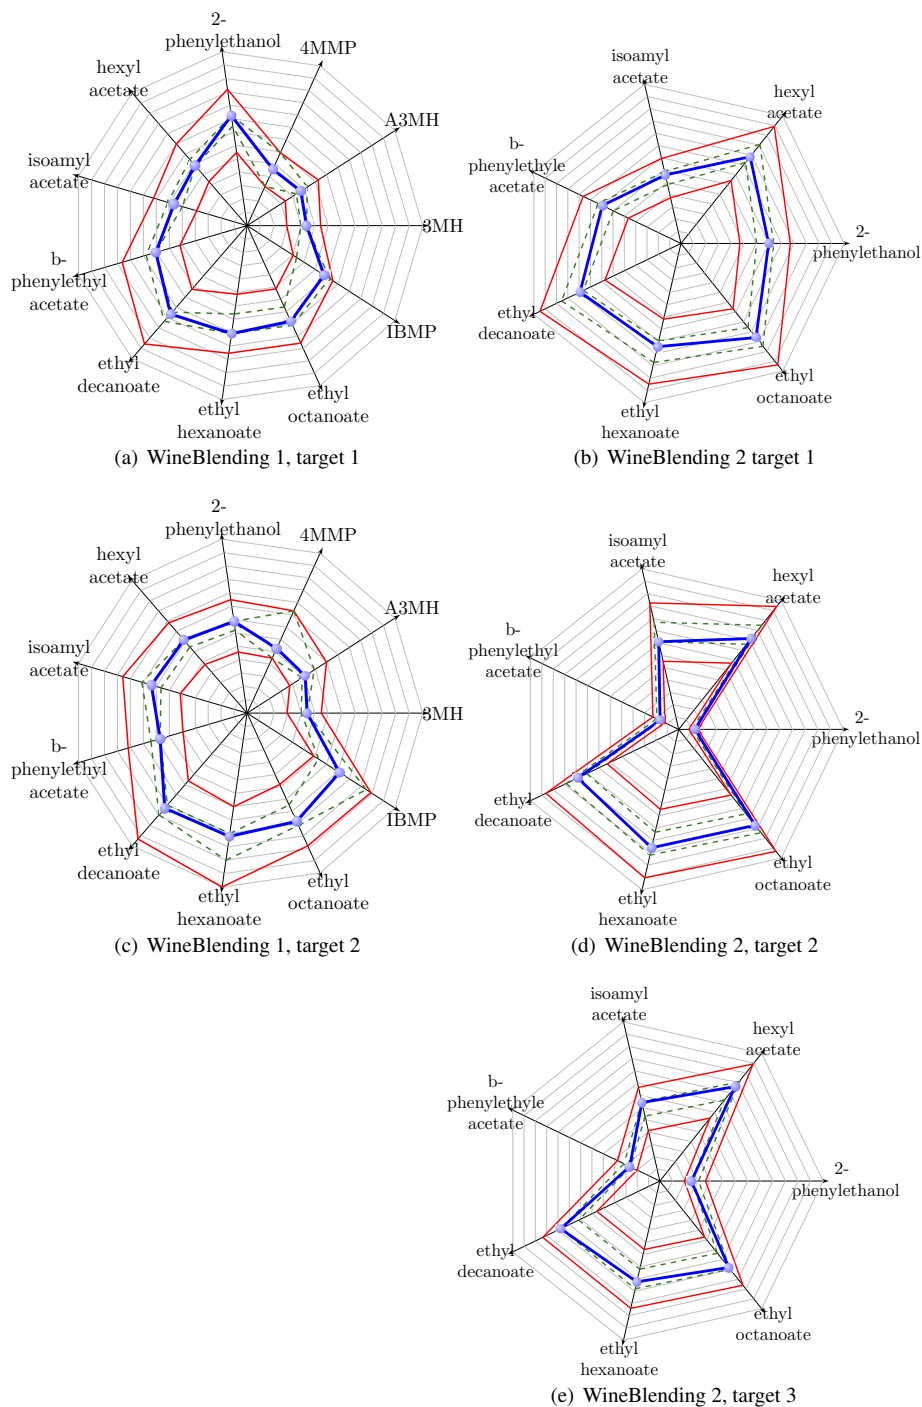 2-
phenylethanol
4MMP
A3MH
3MH
IBMP
ethyl
octanoate
ethyl
hexanoate
ethyl
decanoate
b-
phenylethyl
acetate
isoamyl
acetate
hexyl
acetate
(a) WineBlending 1, target 1
isoamyl
acetate
hexyl
acetate
2-
phenylethanol
ethyl
octanoate
ethyl
hexanoate
ethyl
decanoate
b-
phenylethyle
acetate
(b) WineBlending 2 target 1
2-
phenylethanol
4MMP
A3MH
3MH
IBMP
ethyl
octanoate
ethyl
hexanoate
ethyl
decanoate
b-
phenylethyl
acetate
isoamyl
acetate
hexyl
acetate
(c) WineBlending 1, target 2
isoamyl
acetate
hexyl
acetate
2-
phenylethanol
ethyl
octanoate
ethyl
hexanoate
ethyl
decanoate
b-
phenylethyl
acetate
(d) WineBlending 2, target 2
isoamyl
acetate
hexyl
acetate
2-
phenylethanol
ethyl
octanoate
ethyl
hexanoate
ethyl
decanoate
b-
phenylethyle
acetate
(e) WineBlending 2, target 3